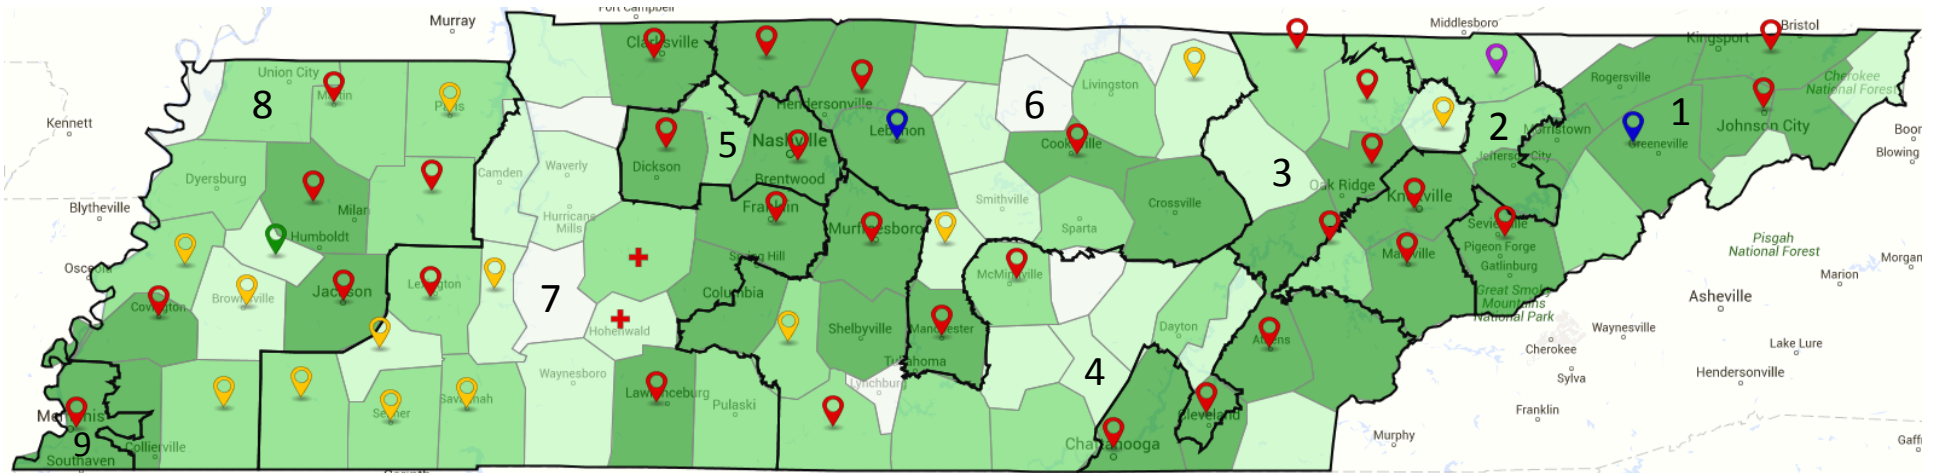 Murray
Fort Campbell
Middlesboro
Bristol
Kingsport
Clarksville
Union City
Martin
Paris
8
Kennett
Livingston
Rogersville
Cherokee
National Forest
Hendersonville
6
1
Lebanon
Johnson City
Boon
Blowing
Nashville
5
Dickson
Cookeville
2
Morristown
Greeneville
Jefferson City
Dyersburg
Camden
Waverly
Brentwood
3
Oak Ridge
Knoxville
Blytheville
Milan
Humboldt
Hurricane
Mills
Franklin
Murfreesboro
Smithville
Sparta
Crossville
Sevierville
Pigeon Forge
Gatlinburg
Maryville
Pisgah
National Forest
Osceola
Spring Hill
McMinnville
Marion
Morgan
Jackson
Lexington
Brownsville
Covington
Columbia
7
Great Smoky
Mountains
National Park
Asheville
Hohenwald
Shelbyville
Manchester
Dayton
Athens
Waynesville
Cherokee
Lake Lure
Tullahoma
Waynesboro
Lynchburg
4
Sylva
Hendersonville
Memphis
Selmer
Savannah
Lawrenceburg
Pulaski
Cleveland
Franklin
9
Collierville
Southaven
Chattanooga
Murphy
Gaff
Corinth